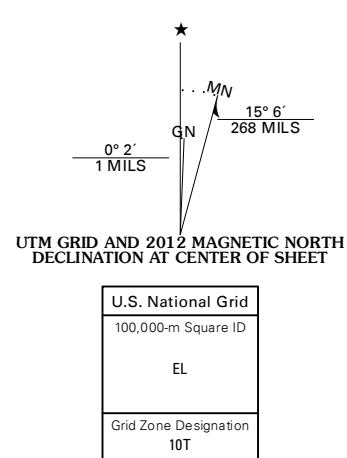 ★
MN
15° 6´
268 MILS
GN
0° 2´
1 MILS
UTM GRID AND 2012 MAGNETIC NORTH
DECLINATION AT CENTER OF SHEET
U.S. National Grid
100,000-m Square ID
EL
Grid Zone Designation
10T